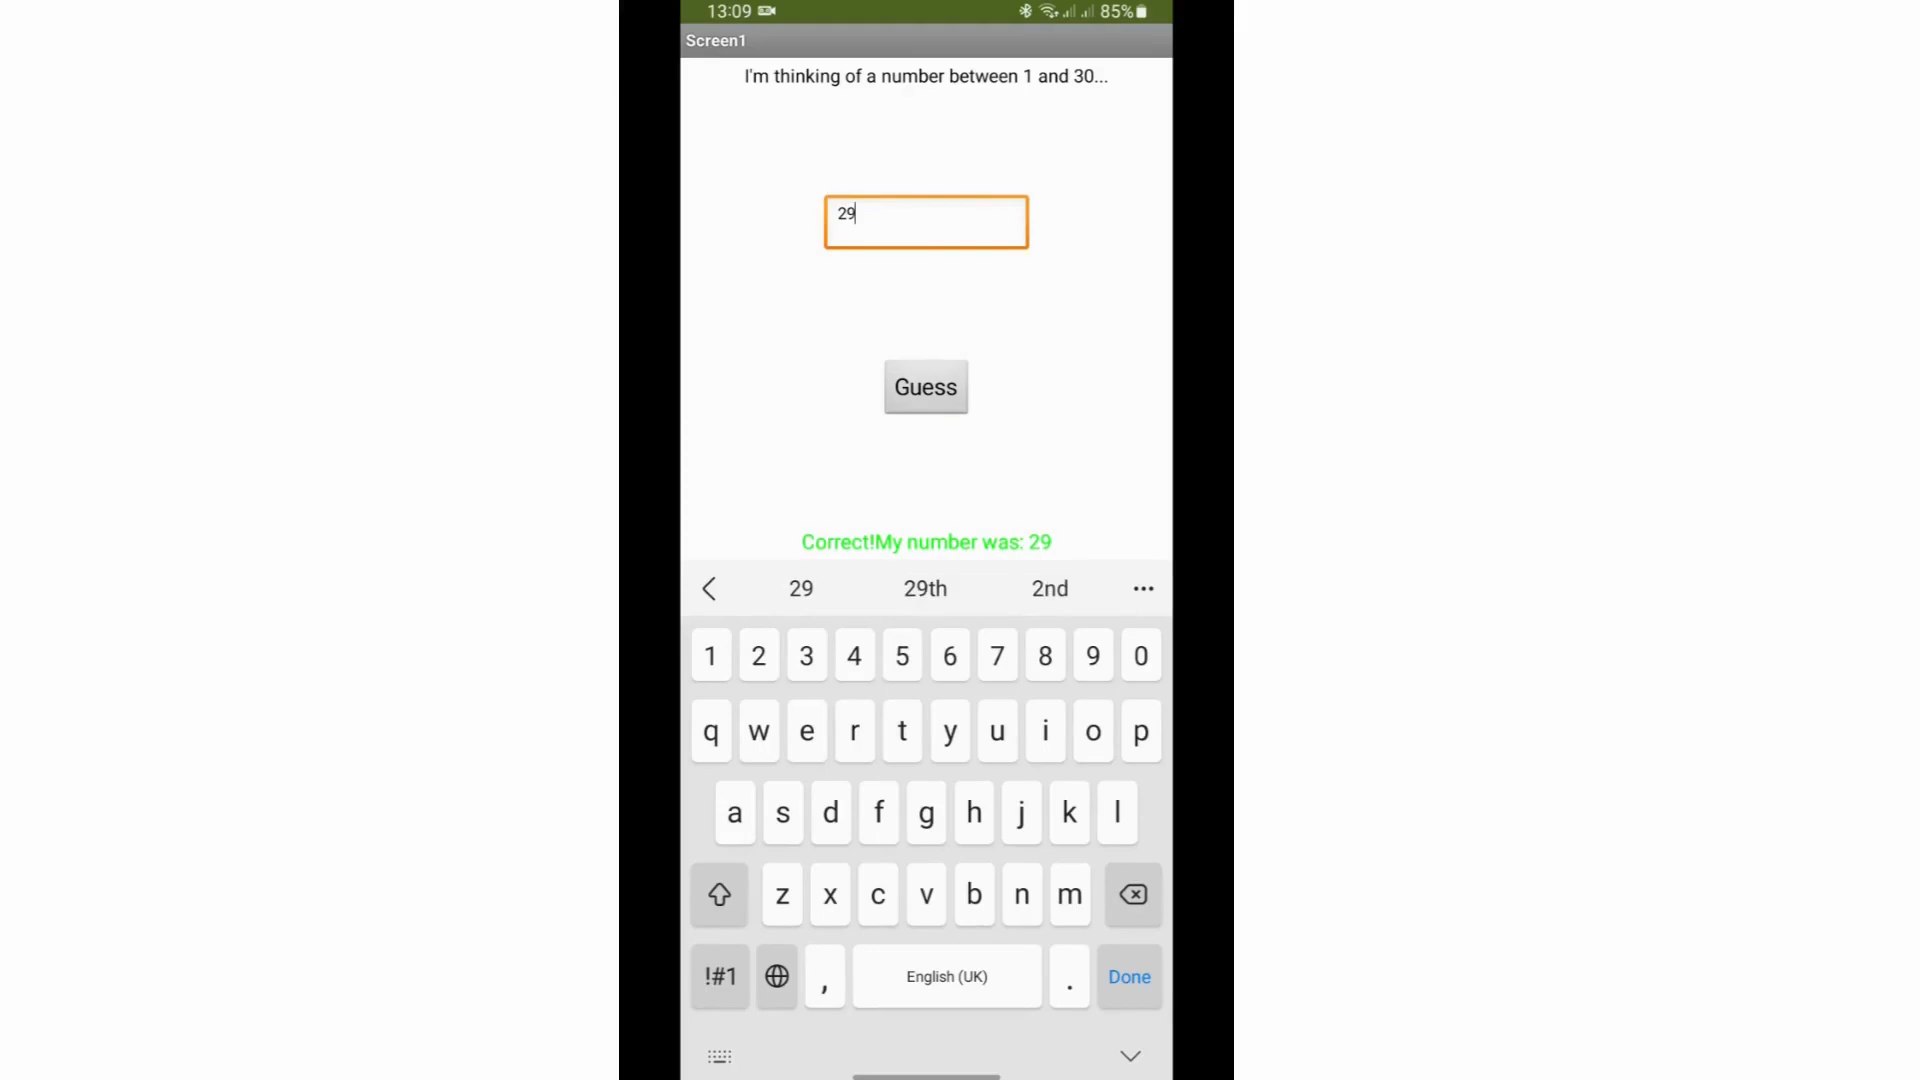 13:09 85%
Screen1
I'm thinking of a number between 1 and 30...
29
Guess
Correct!My number was: 29
29 29th 2nd ...
1 2 3 4 5 6 7 8 9 0
q w e r t y u i o p
a s d f g h j k l
z x c v b n m
!#1 , English (UK) . Done